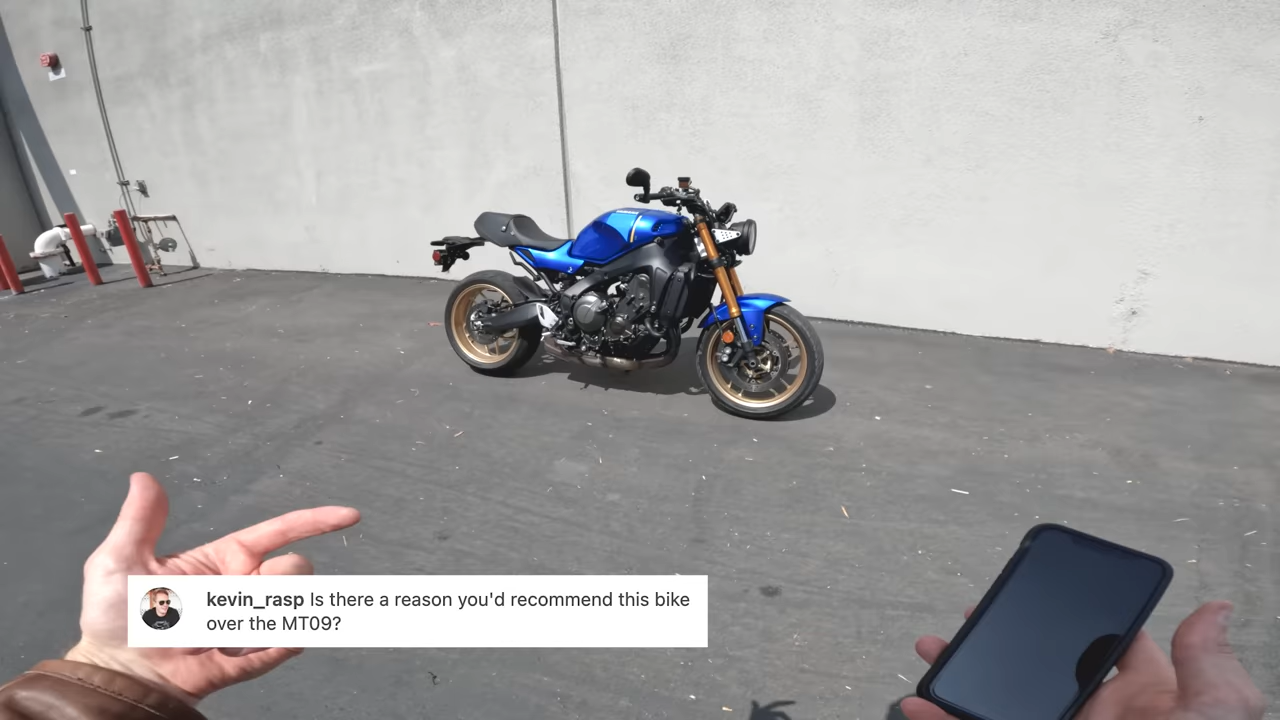 kevin_rasp Is there a reason you'd recommend this bike
over the MT09?